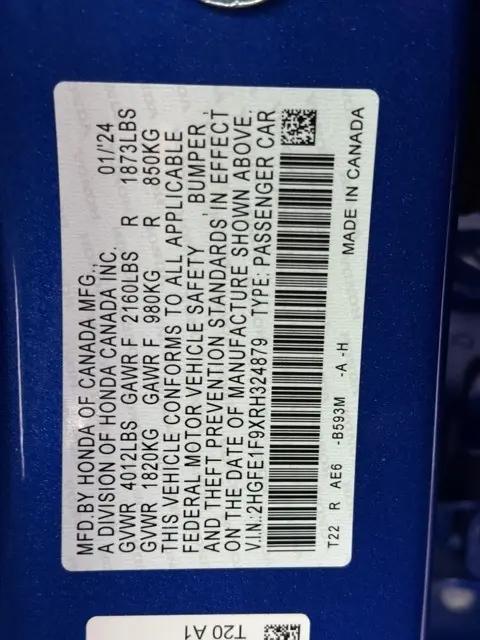 MFD.BY HONDA OF CANADA MFG.,
A DIVISION OF HONDA CANADA INC. 01/'24
GVWR 4012LBS GAWR F 2160LBS R 1873LBS
GVWR 1820KG GAWR F 980KG R 850KG
THIS VEHICLE CONFORMS TO ALL APPLICABLE
FEDERAL MOTOR VEHICLE SAFETY , BUMPER ,
AND THEFT PREVENTION STANDARDS , IN EFFECT
ON THE DATE OF MANUFACTURE SHOWN ABOVE.
V.I.N.:2HGFE1F9XRH324879 TYPE: PASSENGER CAR
T22 R AE6 -B593M -A -H
MADE IN CANADA
T20 A1